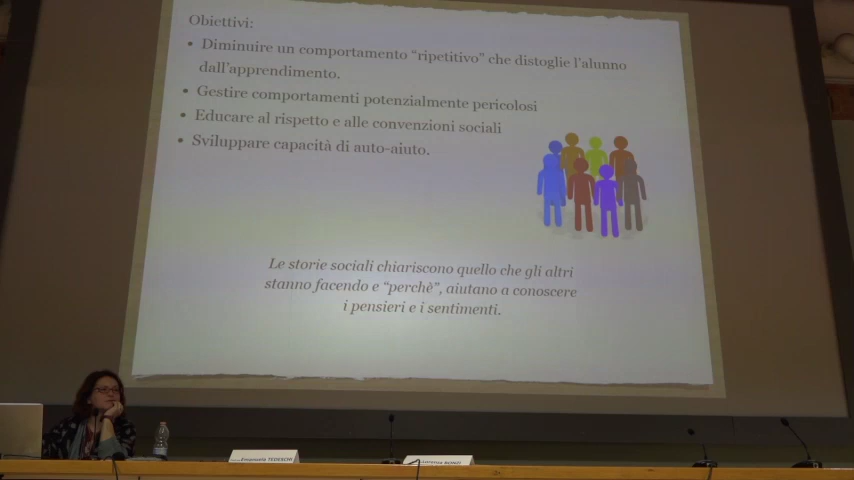 Obiettivi:
• Diminuire un comportamento “ripetitivo” che distoglie l’alunno
dall’apprendimento.
• Gestire comportamenti potenzialmente pericolosi
• Educare al rispetto e alle convenzioni sociali
• Sviluppare capacità di auto-aiuto.
Le storie sociali chiariscono quello che gli altri
stanno facendo e “perchè”, aiutano a conoscere
i pensieri e i sentimenti.
Emanuela TEDESCHI